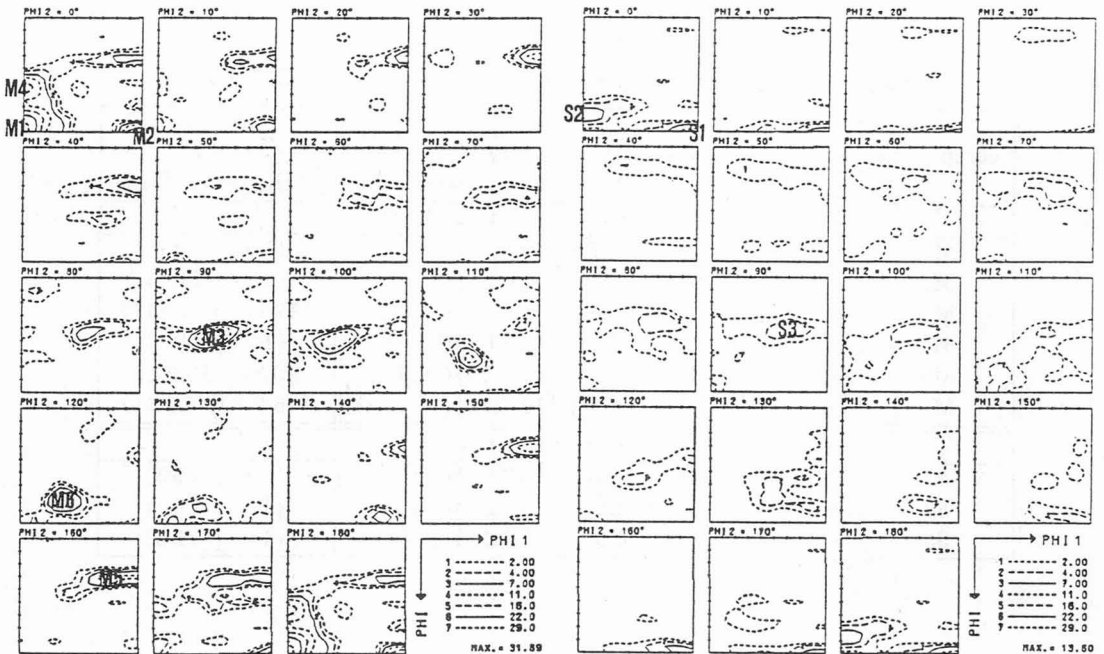 PHI2 = 0° PHI2 = 10° PHI2 = 20° PHI2 = 30°
M4
M1
M2
PHI2 = 40° PHI2 = 50° PHI2 = 60° PHI2 = 70°
PHI2 = 80° PHI2 = 90° PHI2 = 100° PHI2 = 110°
M3
PHI2 = 120° PHI2 = 130° PHI2 = 140° PHI2 = 150°
PHI2 = 160° PHI2 = 170° PHI2 = 180°
M5
PHI 1
PHI
1 2.00
2 4.00
3 7.00
4 11.0
5 16.0
6 22.0
7 29.0
MAX. = 31.89
PHI2 = 0° PHI2 = 10° PHI2 = 20° PHI2 = 30°
S2
S1
PHI2 = 40° PHI2 = 50° PHI2 = 60° PHI2 = 70°
PHI2 = 80° PHI2 = 90° PHI2 = 100° PHI2 = 110°
S3
PHI2 = 120° PHI2 = 130° PHI2 = 140° PHI2 = 150°
PHI2 = 160° PHI2 = 170° PHI2 = 180°
PHI 1
PHI
1 2.00
2 4.00
3 7.00
4 11.0
5 16.0
6 22.0
7 29.0
MAX. = 13.60